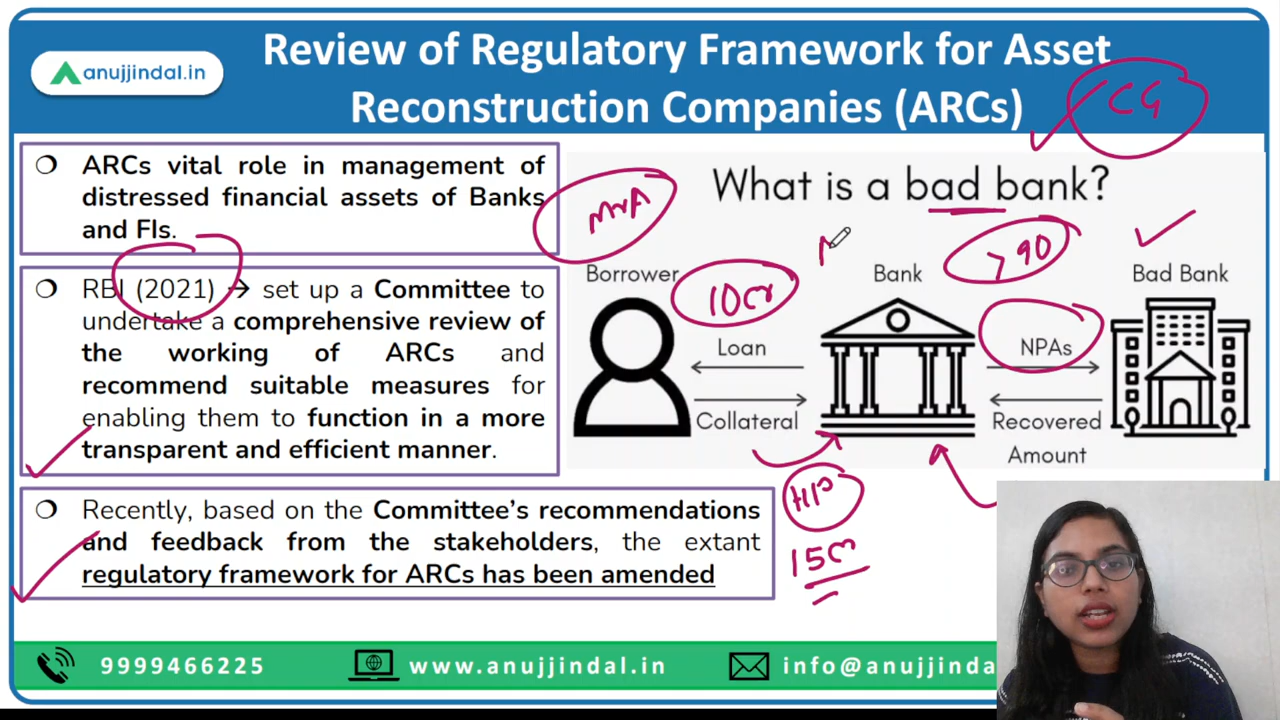 Review of Regulatory Framework for Asset
Reconstruction Companies (ARCs)
anujjindal.in
CG
❍ ARCs vital role in management of
distressed financial assets of Banks
and FIs.
❍ RBI (2021) → set up a Committee to
undertake a comprehensive review of
the working of ARCs and
recommend suitable measures for
enabling them to function in a more
transparent and efficient manner.
❍ Recently, based on the Committee's recommendations
and feedback from the stakeholders, the extant
regulatory framework for ARCs has been amended
What is a bad bank?
> 90
Borrower
Bank
Bad Bank
10Cr
Loan
NPAs
Collateral
Recovered
Amount
15Cr
9999466225
www.anujjindal.in
info@anujjinda